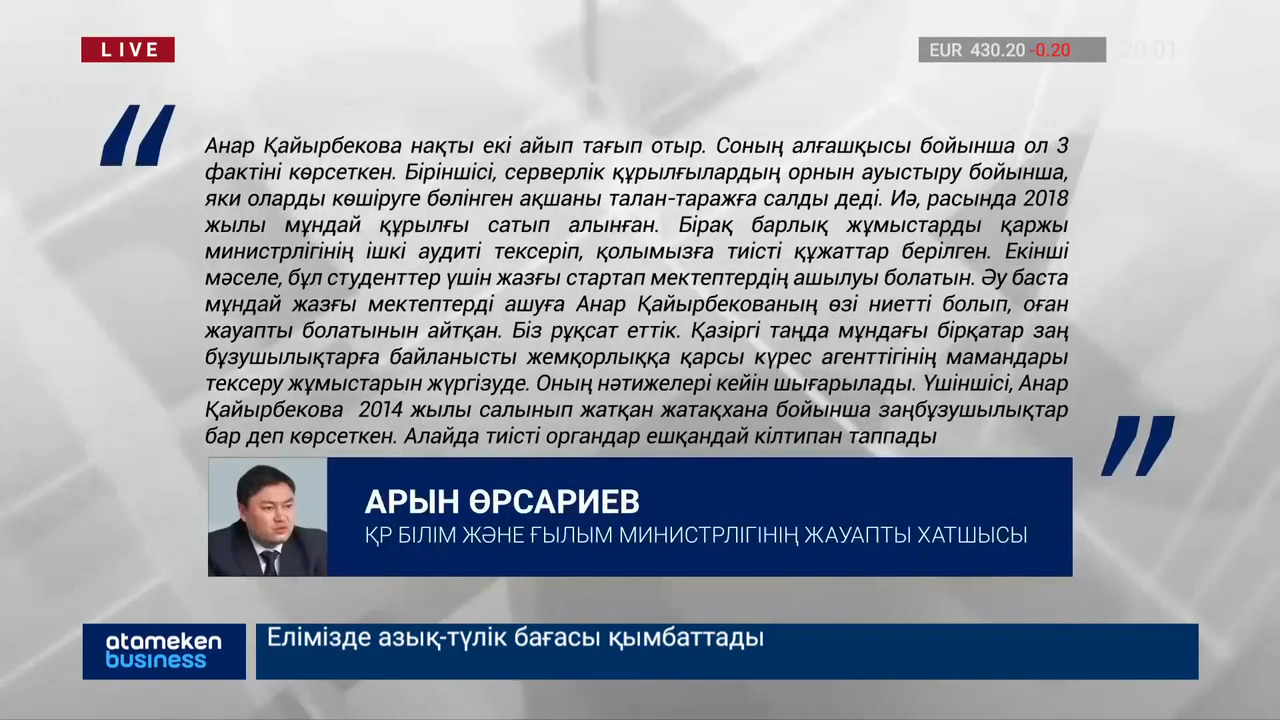 LIVE
EUR 430.20 -0.20
20 01
Анар Қайырбекова нақты екі айып тағып отыр. Соның алғашқысы бойынша ол 3
фактіні көрсеткен. Біріншісі, серверлік құрылғылардың орнын ауыстыру бойынша,
яки оларды көшіруге бөлінген ақшаны талан-таражға салды деді. Иә, расында 2018
жылы мұндай құрылғы сатып алынған. Бірақ барлық жұмыстарды қаржы
министрлігінің ішкі аудиті тексеріп, қолымызға тиісті құжаттар берілген. Екінші
мәселе, бұл студенттер үшін жазғы стартап мектептердің ашылуы болатын. Әу баста
мұндай жазғы мектептерді ашуға Анар Қайырбекованың өзі ниетті болып, оған
жауапты болатынын айтқан. Біз рұқсат еттік. Қазіргі таңда мұндағы бірқатар заң
бұзушылықтарға байланысты жемқорлыққа қарсы күрес агенттігінің мамандары
тексеру жұмыстарын жүргізуде. Оның нәтижелері кейін шығарылады. Үшіншісі, Анар
Қайырбекова 2014 жылы салынып жатқан жатақхана бойынша заңбұзушылықтар
бар деп көрсеткен. Алайда тиісті органдар ешқандай кілтипан таппады
АРЫН ӨРСАРИЕВ
ҚР БІЛІМ ЖӘНЕ ҒЫЛЫМ МИНИСТРЛІГІНІҢ ЖАУАПТЫ ХАТШЫСЫ
atameken
business
Елімізде азық-түлік бағасы қымбаттады